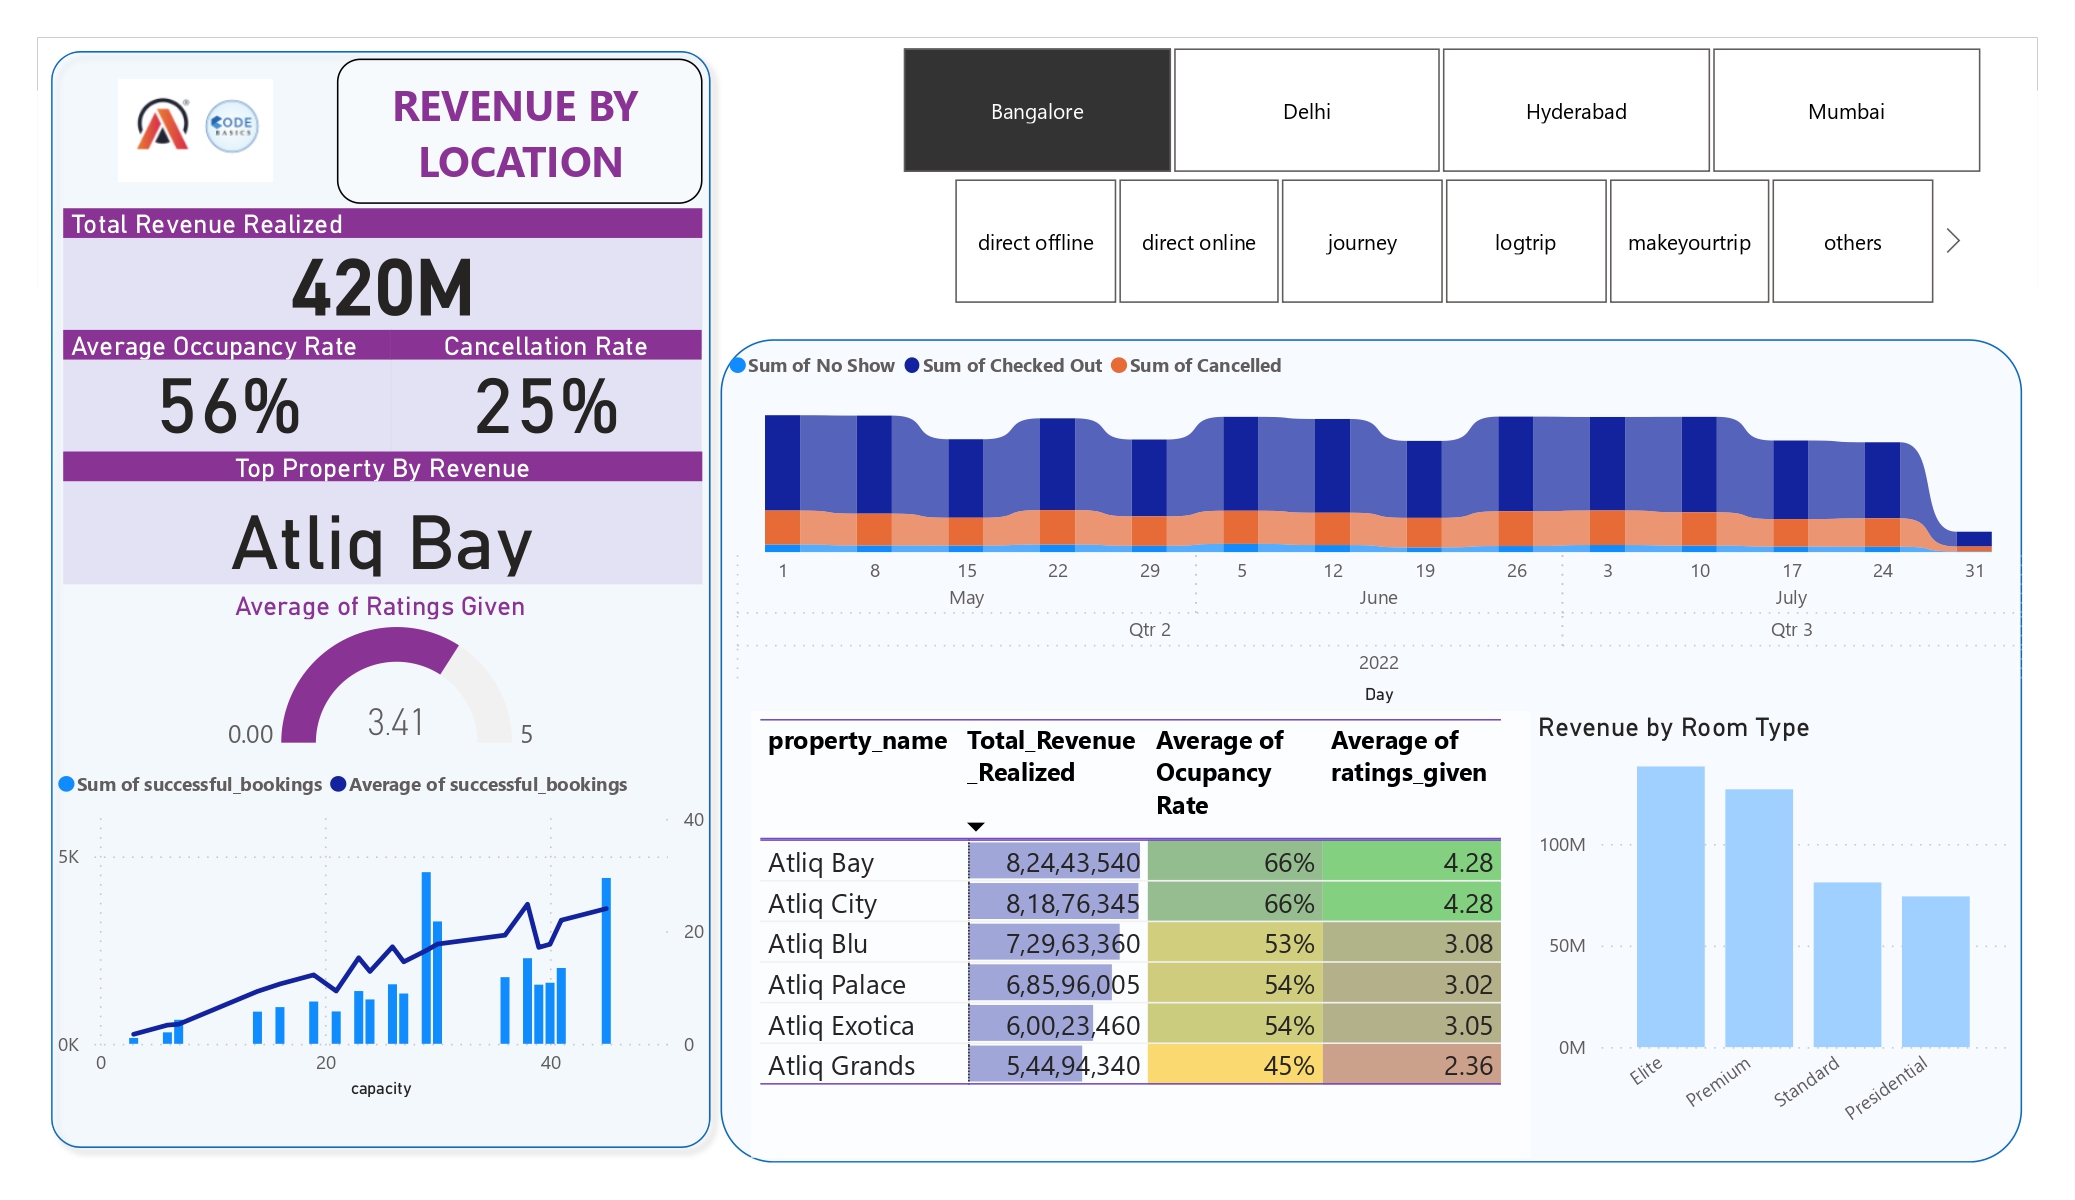 CODE
BASICS
REVENUE BY
LOCATION
Total Revenue Realized
420M
Average Occupancy Rate
Cancellation Rate
56%
25%
Top Property By Revenue
Atliq Bay
Average of Ratings Given
0.00
3.41
5
Sum of successful_bookings
Average of successful_bookings
40
5K
20
0K
0
0
20
40
capacity
Bangalore
Delhi
Hyderabad
Mumbai
direct offline
direct online
journey
logtrip
makeyourtrip
others
Sum of No Show
Sum of Checked Out
Sum of Cancelled
1 8 15 22 29 5 12 19 26 3 10 17 24 31
May June July
Qtr 2 Qtr 3
2022
Day
property_name Total_Revenue Average of Average of
_Realized Ocupancy ratings_given
Rate
Atliq Bay 8,24,43,540 66% 4.28
Atliq City 8,18,76,345 66% 4.28
Atliq Blu 7,29,63,360 53% 3.08
Atliq Palace 6,85,96,005 54% 3.02
Atliq Exotica 6,00,23,460 54% 3.05
Atliq Grands 5,44,94,340 45% 2.36
Revenue by Room Type
100M
50M
0M
Elite
Premium
Standard
Presidential